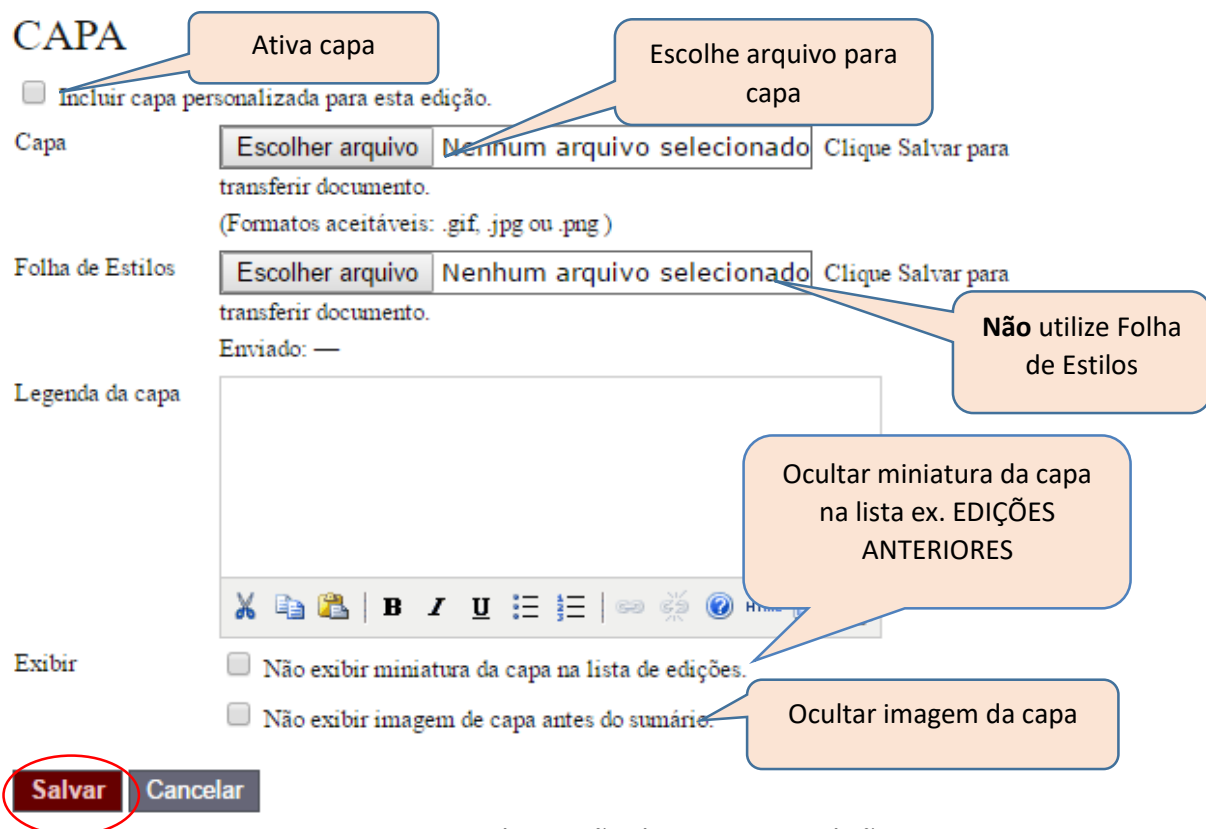 CAPA
Ativa capa
Escolhe arquivo para
capa
Incluir capa personalizada para esta edição.
Capa
Escolher arquivo Nenhum arquivo selecionado Clique Salvar para
transferir documento.
(Formatos aceitáveis: .gif, .jpg ou .png )
Folha de Estilos
Escolher arquivo Nenhum arquivo selecionado Clique Salvar para
transferir documento.
Enviado: —
Não utilize Folha
de Estilos
Legenda da capa
Ocultar miniatura da capa
na lista ex. EDIÇÕES
ANTERIORES
B I U
Exibir
Não exibir miniatura da capa na lista de edições.
Não exibir imagem de capa antes do sumário.
Ocultar imagem da capa
Salvar Cancelar